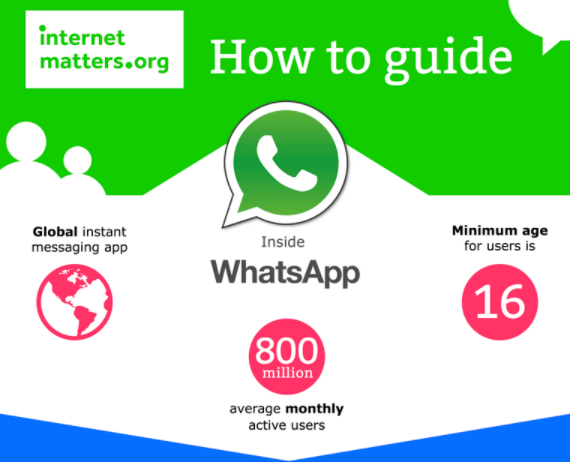 internet
matters.org
How to guide
Inside
WhatsApp
Global instant
messaging app
Minimum age
for users is
16
800
million
average monthly
active users